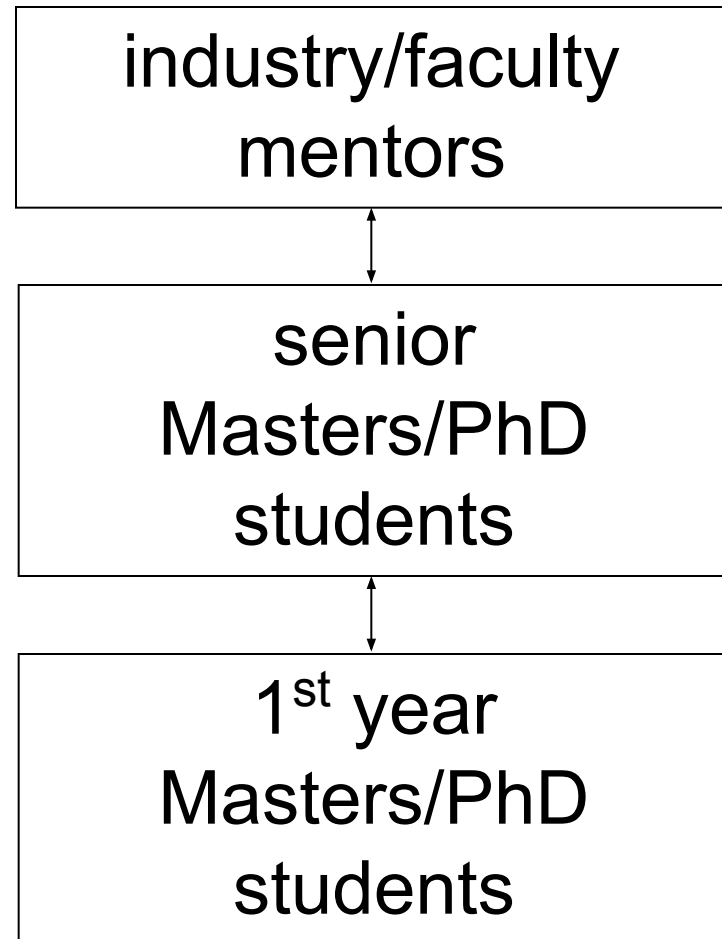 industry/faculty
mentors
senior
Masters/PhD
students
1st year
Masters/PhD
students